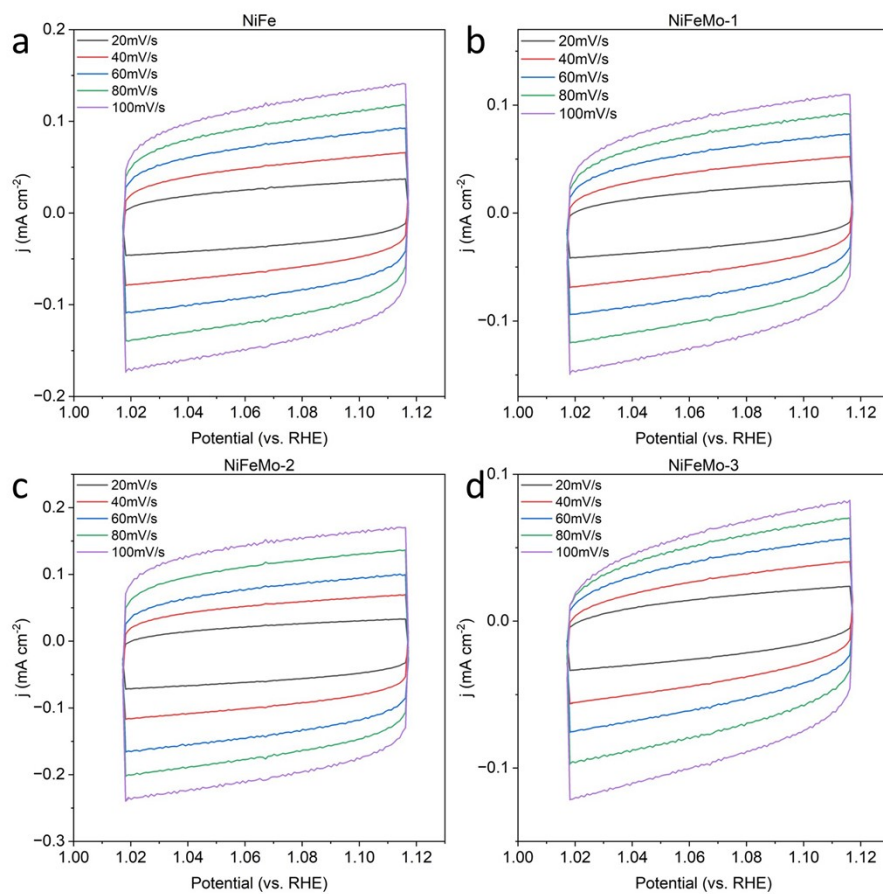 a
NiFe
20mV/s
40mV/s
60mV/s
80mV/s
100mV/s
0.2
0.1
0.0
−0.1
−0.2
j (mA cm⁻²)
1.00 1.02 1.04 1.06 1.08 1.10 1.12
Potential (vs. RHE)
b
NiFeMo-1
20mV/s
40mV/s
60mV/s
80mV/s
100mV/s
0.1
0.0
−0.1
j (mA cm⁻²)
1.00 1.02 1.04 1.06 1.08 1.10 1.12
Potential (vs. RHE)
c
NiFeMo-2
20mV/s
40mV/s
60mV/s
80mV/s
100mV/s
0.2
0.1
0.0
−0.1
−0.2
−0.3
j (mA cm⁻²)
1.00 1.02 1.04 1.06 1.08 1.10 1.12
Potential (vs. RHE)
d
NiFeMo-3
20mV/s
40mV/s
60mV/s
80mV/s
100mV/s
0.1
0.0
−0.1
j (mA cm⁻²)
1.00 1.02 1.04 1.06 1.08 1.10 1.12
Potential (vs. RHE)